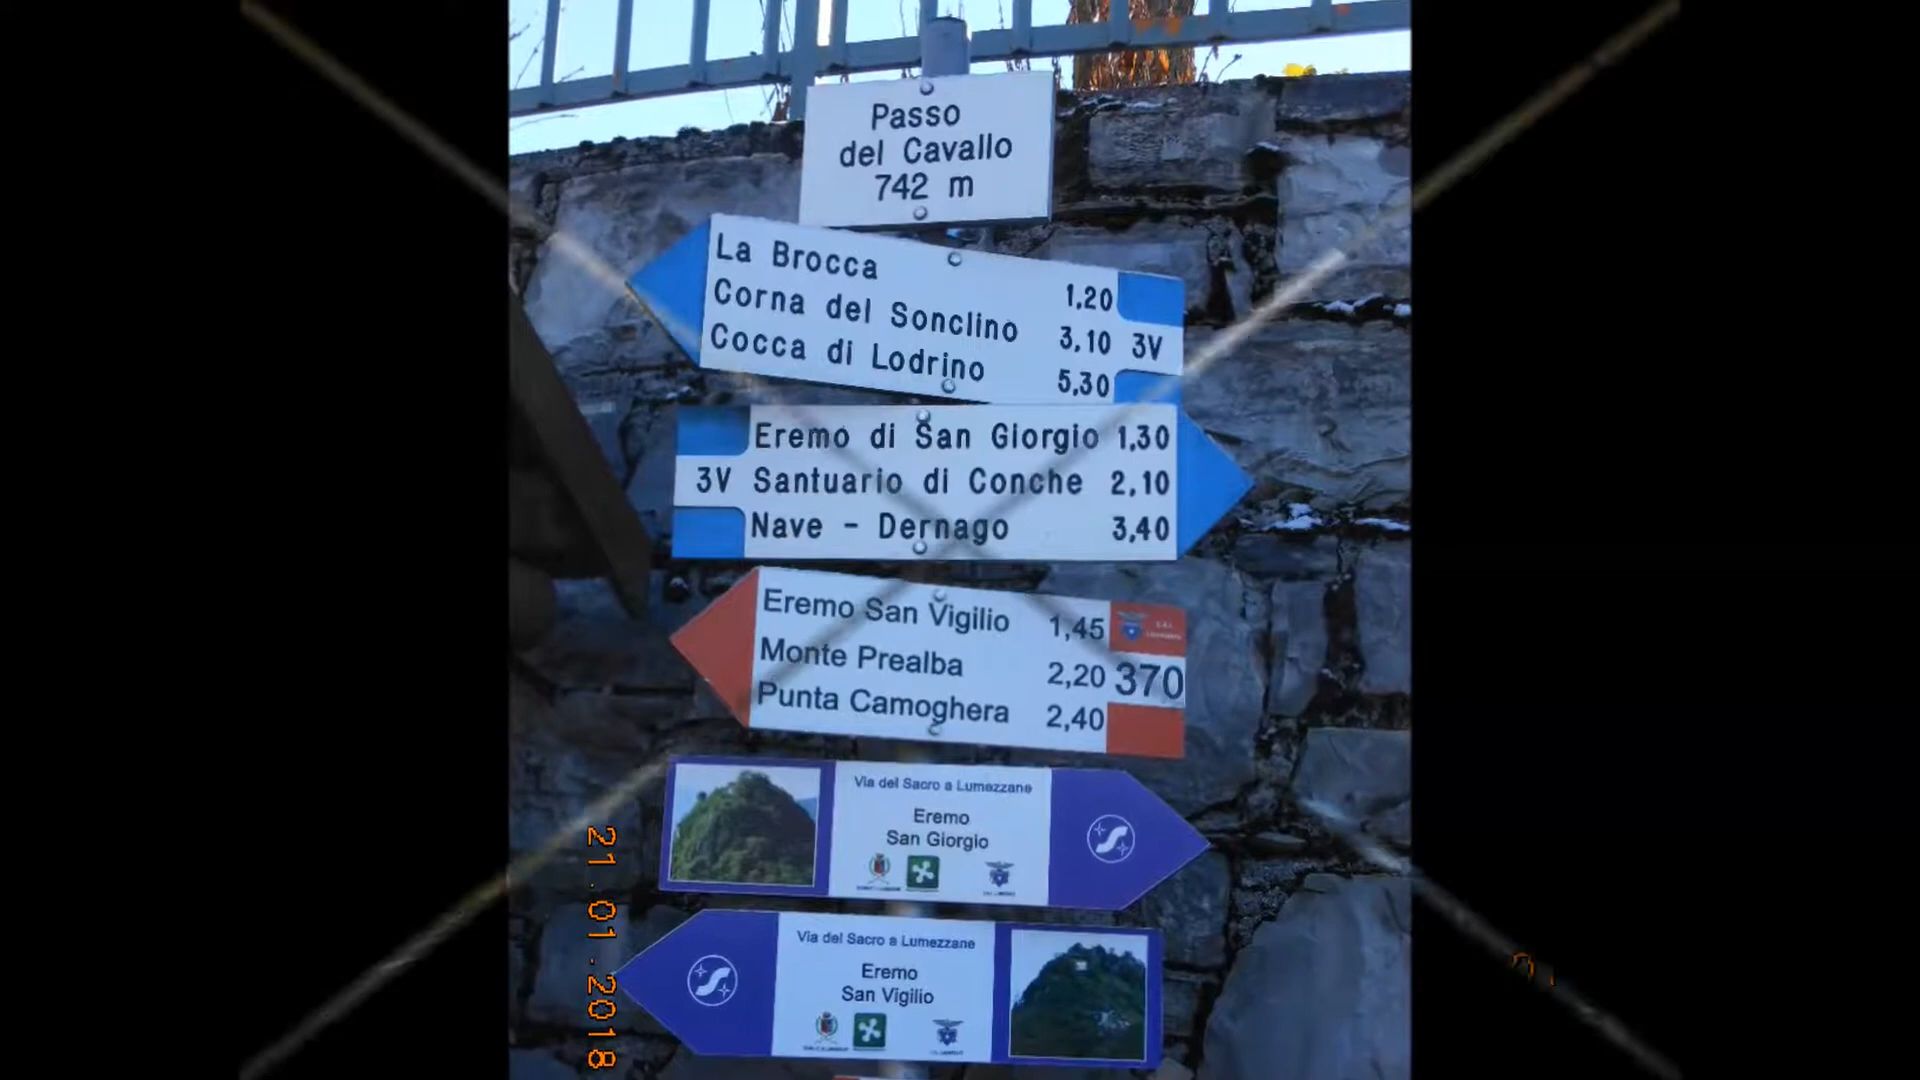 Passo
del Cavallo
742 m
La Brocca 1,20
Corna del Sonclino 3,10 3V
Cocca di Lodrino 5,30
Eremo di San Giorgio 1,30
3V Santuario di Conche 2,10
Nave - Dernago 3,40
Eremo San Vigilio 1,45
Monte Prealba 2,20 370
Punta Camoghera 2,40
Via del Sacro a Lumezzane
Eremo
San Giorgio
Via del Sacro a Lumezzane
Eremo
San Vigilio
21.01.2018